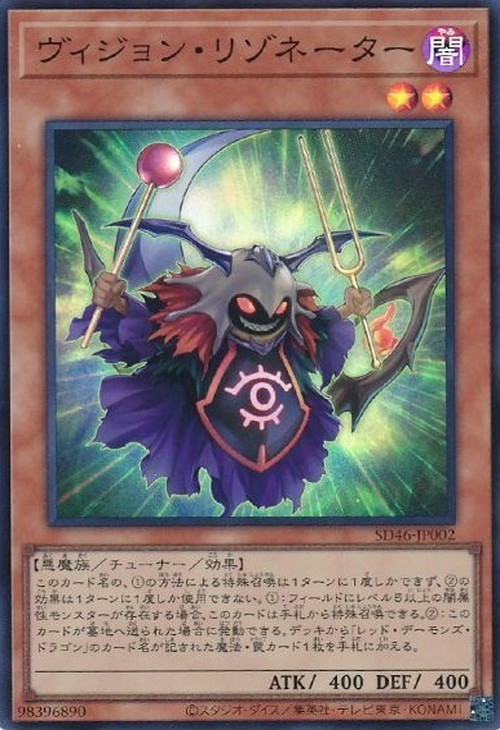 ヴィジョン・リゾネーター
闇
SD46-JP002
【悪魔族／チューナー／効果】
このカード名の、①の方法による特殊召喚は１ターンに１度しかできず、②の
効果は１ターンに１度しか使用できない。①：フィールドにレベル５以上の闇属
性モンスターが存在する場合、このカードは手札から特殊召喚できる。②：この
カードが墓地へ送られた場合に発動できる。デッキから「レッド・デーモンズ・
ドラゴン」のカード名が記された魔法・罠カード１枚を手札に加える。
ATK/ 400 DEF/ 400
98396890 ©スタジオ・ダイス／集英社・テレビ東京・KONAMI